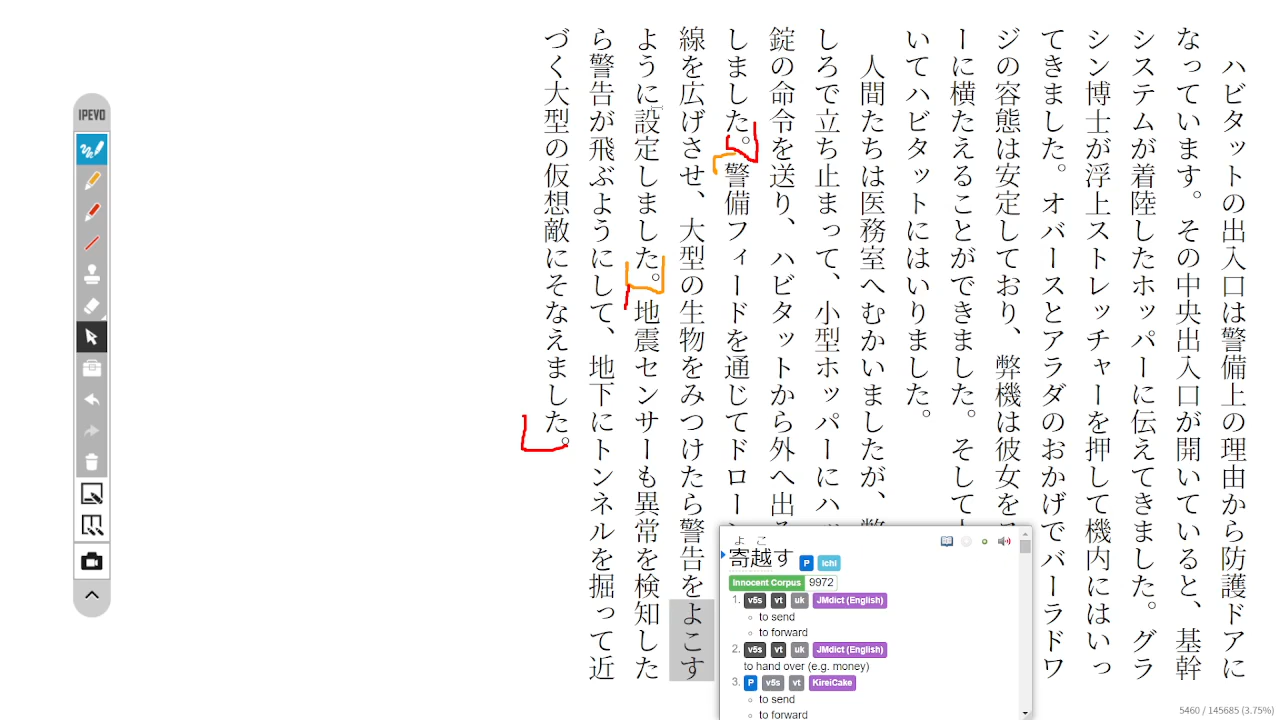 ハビタットの出入口は警備上の理由から防護ドアに
なっています。その中央出入口が開いていると、基幹
システムが着陸したホッパーに伝えてきました。グラ
シン博士が浮上ストレッチャーを押して機内にはいっ
てきました。オバースとアラダのおかげでバーラドワ
ジの容態は安定しており、弊機は彼女を
ーに横たえることができました。そして
いてハビタットにはいりました。
人間たちは医務室へむかいましたが、
しろで立ち止まって、小型ホッパーにハ
錠の命令を送り、ハビタットから外へ出
しました。警備フィードを通じてドロー
線を広げさせ、大型の生物をみつけたら警告をよこす
ように設定しました。地震センサーも異常を検知した
ら警告が飛ぶようにして、地下にトンネルを掘って近
づく大型の仮想敵にそなえました。
IPEVO
よこ
寄越す P ichi
Innocent Corpus 9972
1. v5s vt uk JMdict (English)
to send
to forward
2. v5s vt uk JMdict (English)
to hand over (e.g. money)
3. P v5s vt KireiCake
to send
to forward
5460 / 145685 (3.75%)